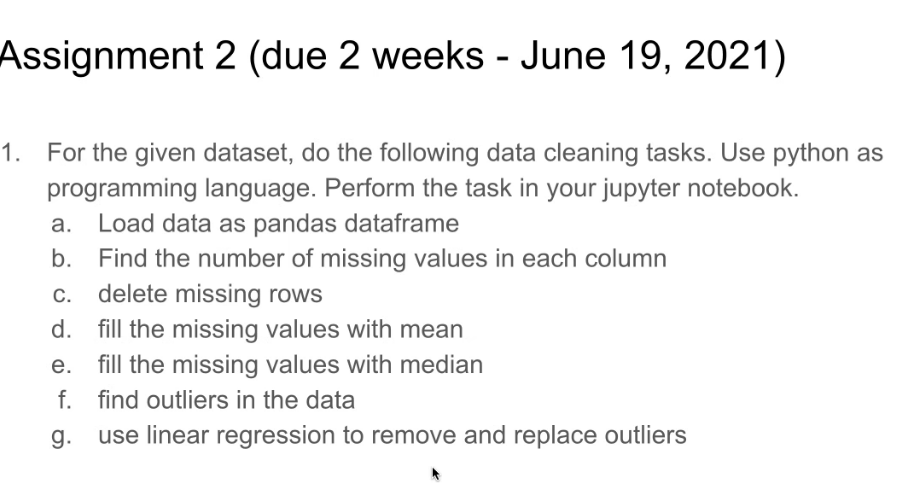 Assignment 2 (due 2 weeks - June 19, 2021)
1. For the given dataset, do the following data cleaning tasks. Use python as
programming language. Perform the task in your jupyter notebook.
a. Load data as pandas dataframe
b. Find the number of missing values in each column
c. delete missing rows
d. fill the missing values with mean
e. fill the missing values with median
f. find outliers in the data
g. use linear regression to remove and replace outliers